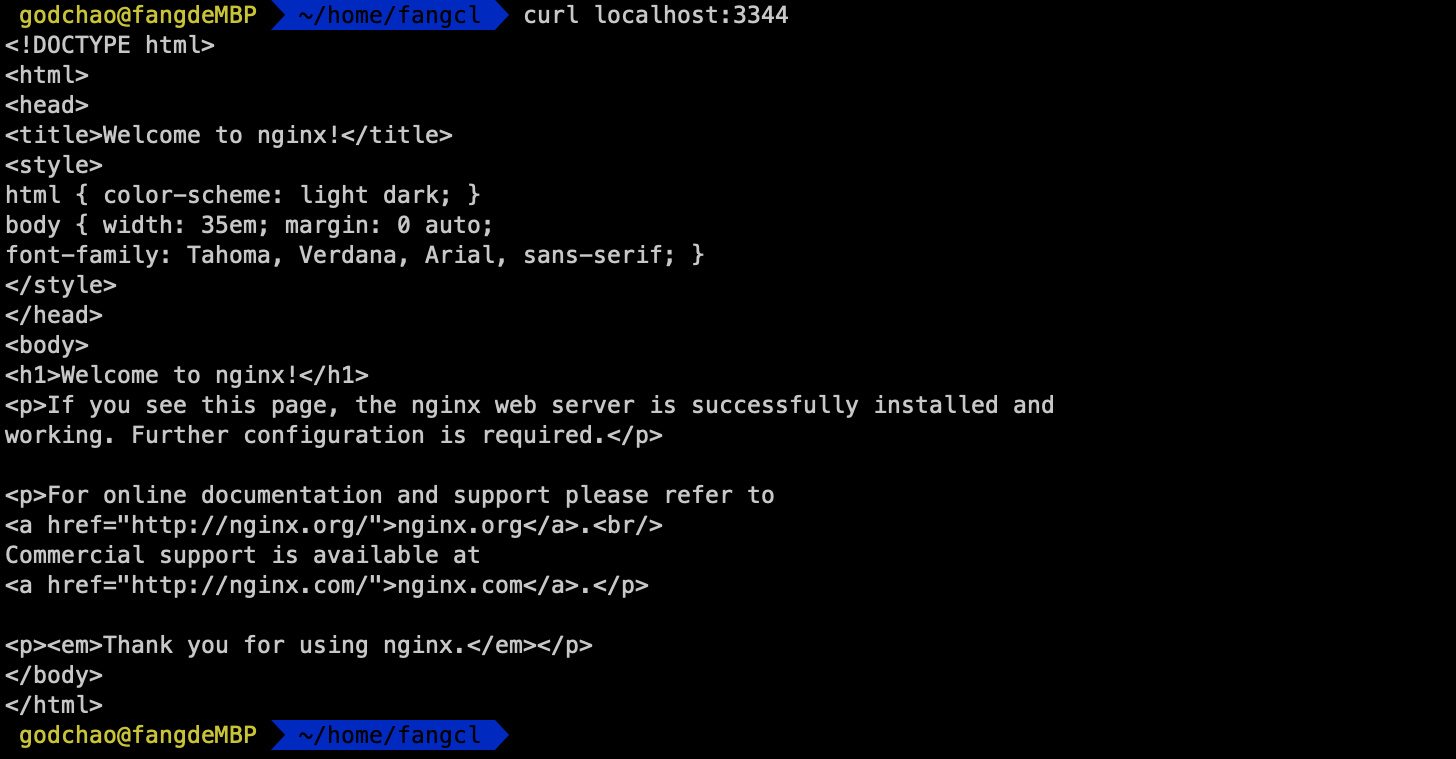 godchao@fangdeMBP ~/home/fangcl curl localhost:3344
<!DOCTYPE html>
<html>
<head>
<title>Welcome to nginx!</title>
<style>
html { color-scheme: light dark; }
body { width: 35em; margin: 0 auto;
font-family: Tahoma, Verdana, Arial, sans-serif; }
</style>
</head>
<body>
<h1>Welcome to nginx!</h1>
<p>If you see this page, the nginx web server is successfully installed and
working. Further configuration is required.</p>

<p>For online documentation and support please refer to
<a href="http://nginx.org/">nginx.org</a>.<br/>
Commercial support is available at
<a href="http://nginx.com/">nginx.com</a>.</p>

<p><em>Thank you for using nginx.</em></p>
</body>
</html>
godchao@fangdeMBP ~/home/fangcl